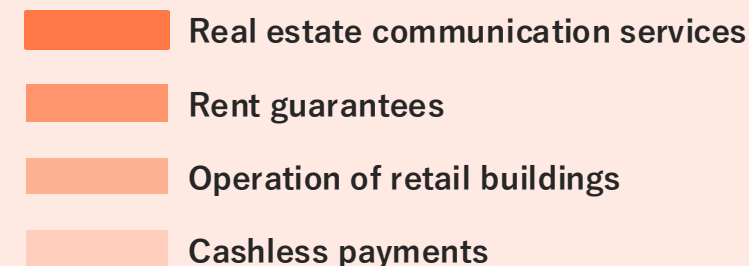 Real estate communication services
Rent guarantees
Operation of retail buildings
Cashless payments